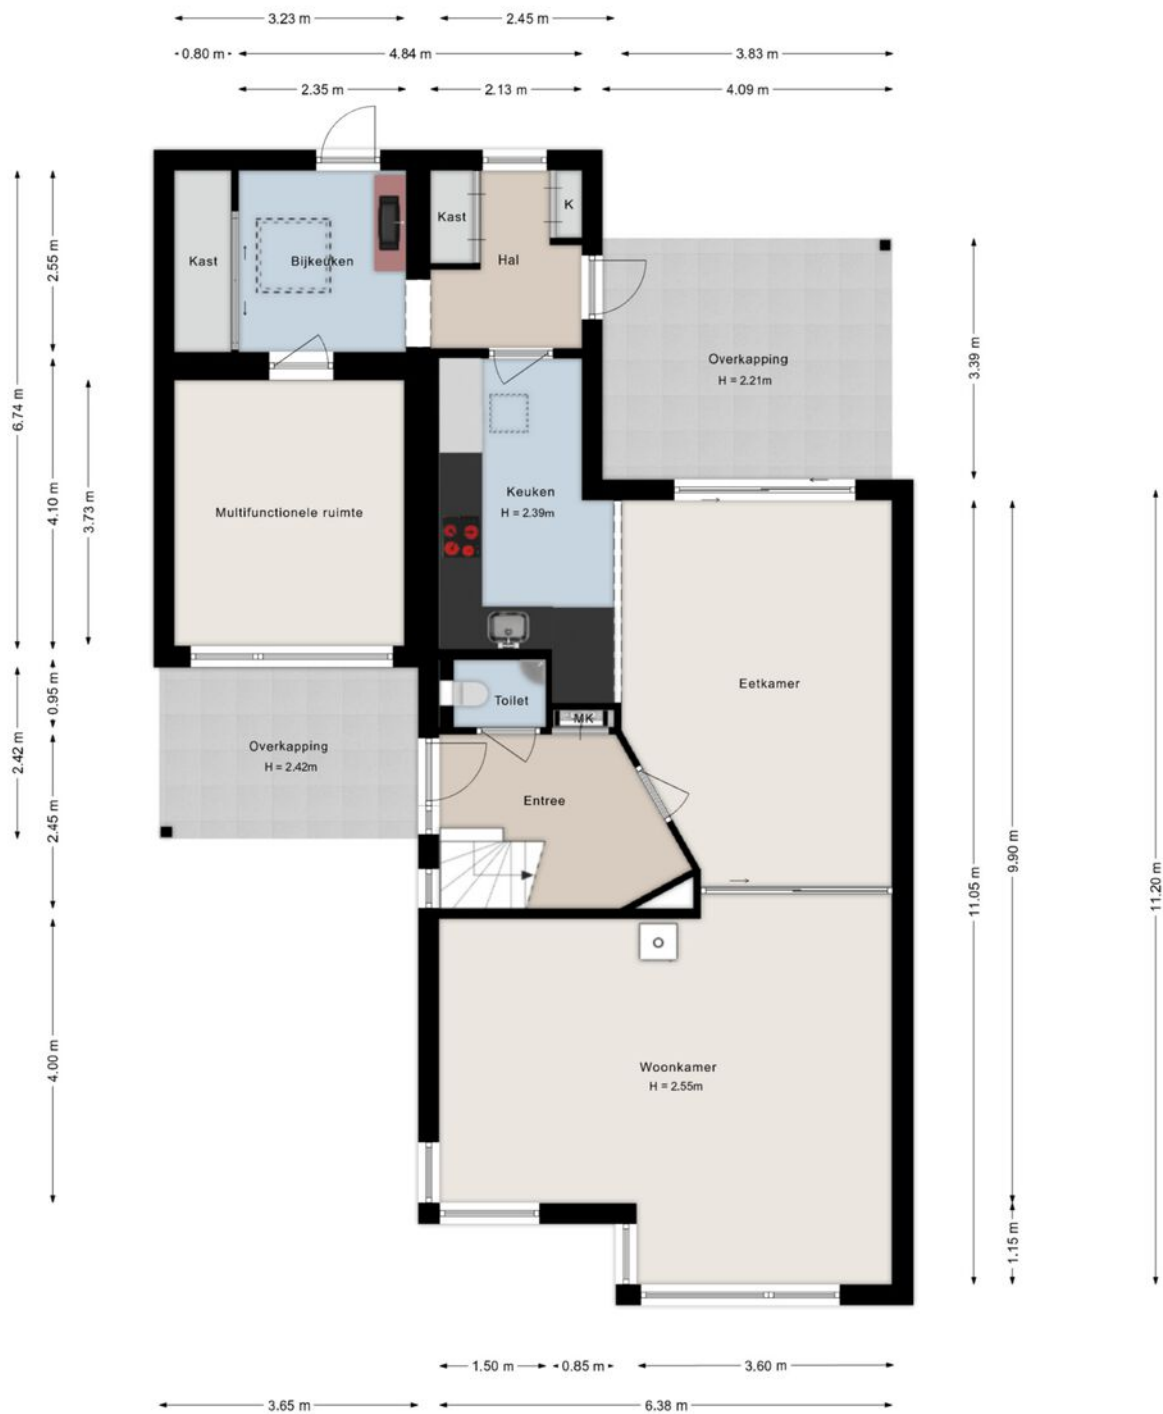 3.23 m
2.45 m
0.80 m
4.84 m
3.83 m
2.35 m
2.13 m
4.09 m
Kast
Bijkeuken
Kast
K
Hal
2.55 m
6.74 m
4.10 m
3.73 m
Overkapping
H = 2.21m
3.39 m
Multifunctionele ruimte
Keuken
H = 2.39m
Eetkamer
Toilet
MK
0.95 m
2.42 m
2.45 m
Overkapping
H = 2.42m
Entree
11.05 m
9.90 m
11.20 m
4.00 m
Woonkamer
H = 2.55m
1.15 m
1.50 m
0.85 m
3.60 m
3.65 m
6.38 m